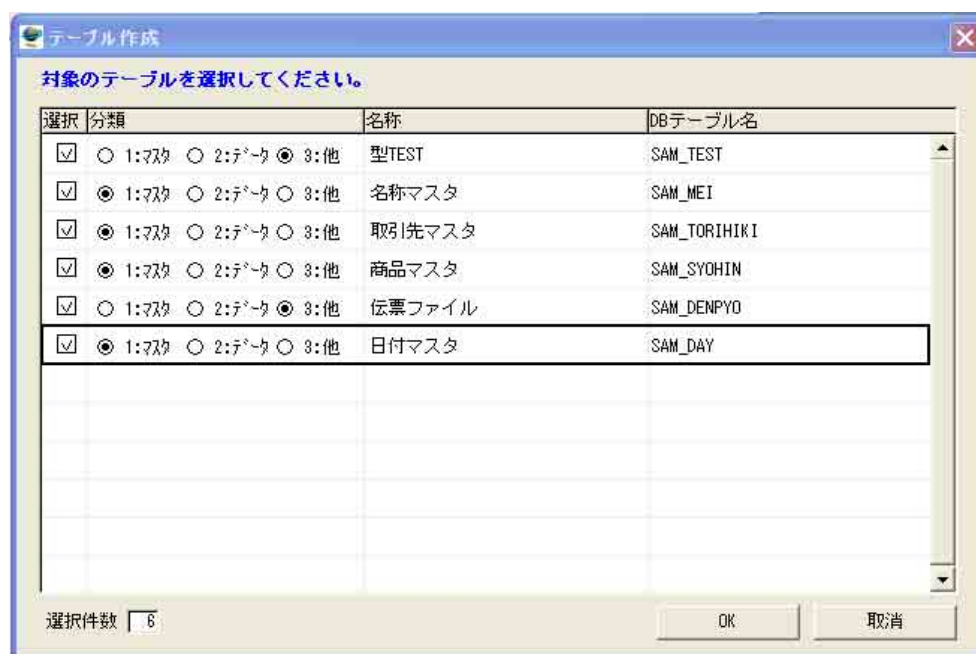 テーブル作成
対象のテーブルを選択してください。
選択 分類 名称 DBテーブル名
1:ﾏｽﾀ 2:ﾃﾞｰﾀ 3:他 型TEST SAM_TEST
1:ﾏｽﾀ 2:ﾃﾞｰﾀ 3:他 名称マスタ SAM_MEI
1:ﾏｽﾀ 2:ﾃﾞｰﾀ 3:他 取引先マスタ SAM_TORIHIKI
1:ﾏｽﾀ 2:ﾃﾞｰﾀ 3:他 商品マスタ SAM_SYOHIN
1:ﾏｽﾀ 2:ﾃﾞｰﾀ 3:他 伝票ファイル SAM_DENPYO
1:ﾏｽﾀ 2:ﾃﾞｰﾀ 3:他 日付マスタ SAM_DAY
選択件数 6 OK 取消